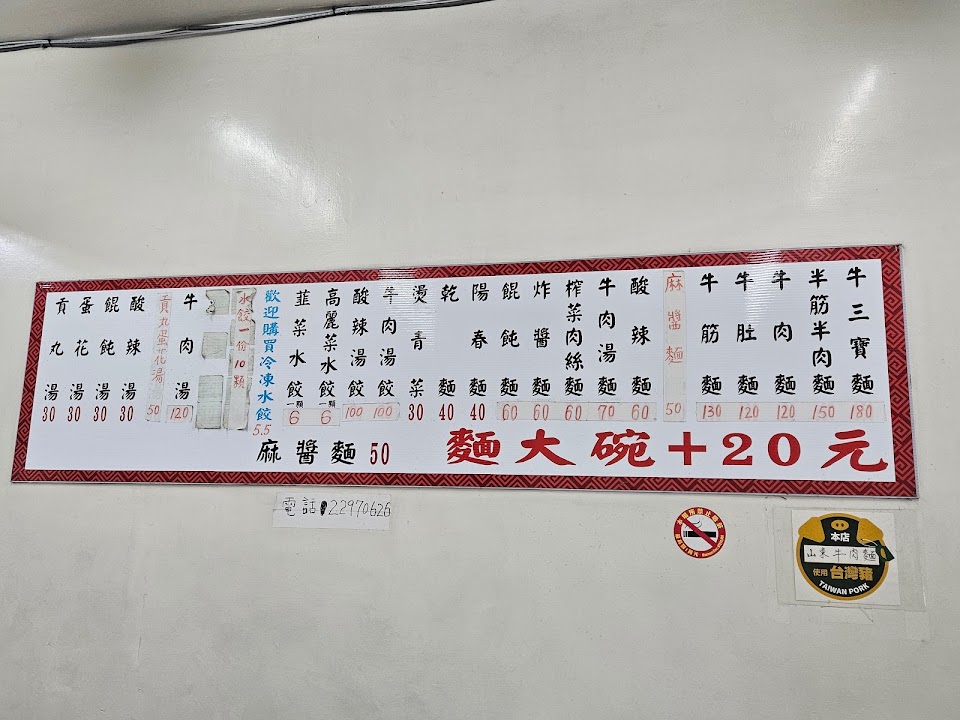 牛三寶麵 180
半筋半肉麵 150
牛肉麵 120
牛肚麵 120
牛筋麵 130
麻醬麵 50
酸辣麵 60
牛肉湯麵 70
榨菜肉絲麵 60
炸醬麵 60
餛飩麵 60
陽春麵 40
乾麵 40
燙青菜 30
牛肉湯餃 100
酸辣湯餃 100
高麗菜水餃 一顆 6
韮菜水餃 一顆 6
歡迎購買冷凍水餃 5.5
水餃一份10顆
牛肉湯 120
貢丸蛋花湯 50
酸辣湯 30
餛飩湯 30
蛋花湯 30
貢丸湯 30
麻醬麵 50
麵大碗+20元
電話:22970626
本店
山東牛肉麵
使用台灣豬
TAIWAN PORK